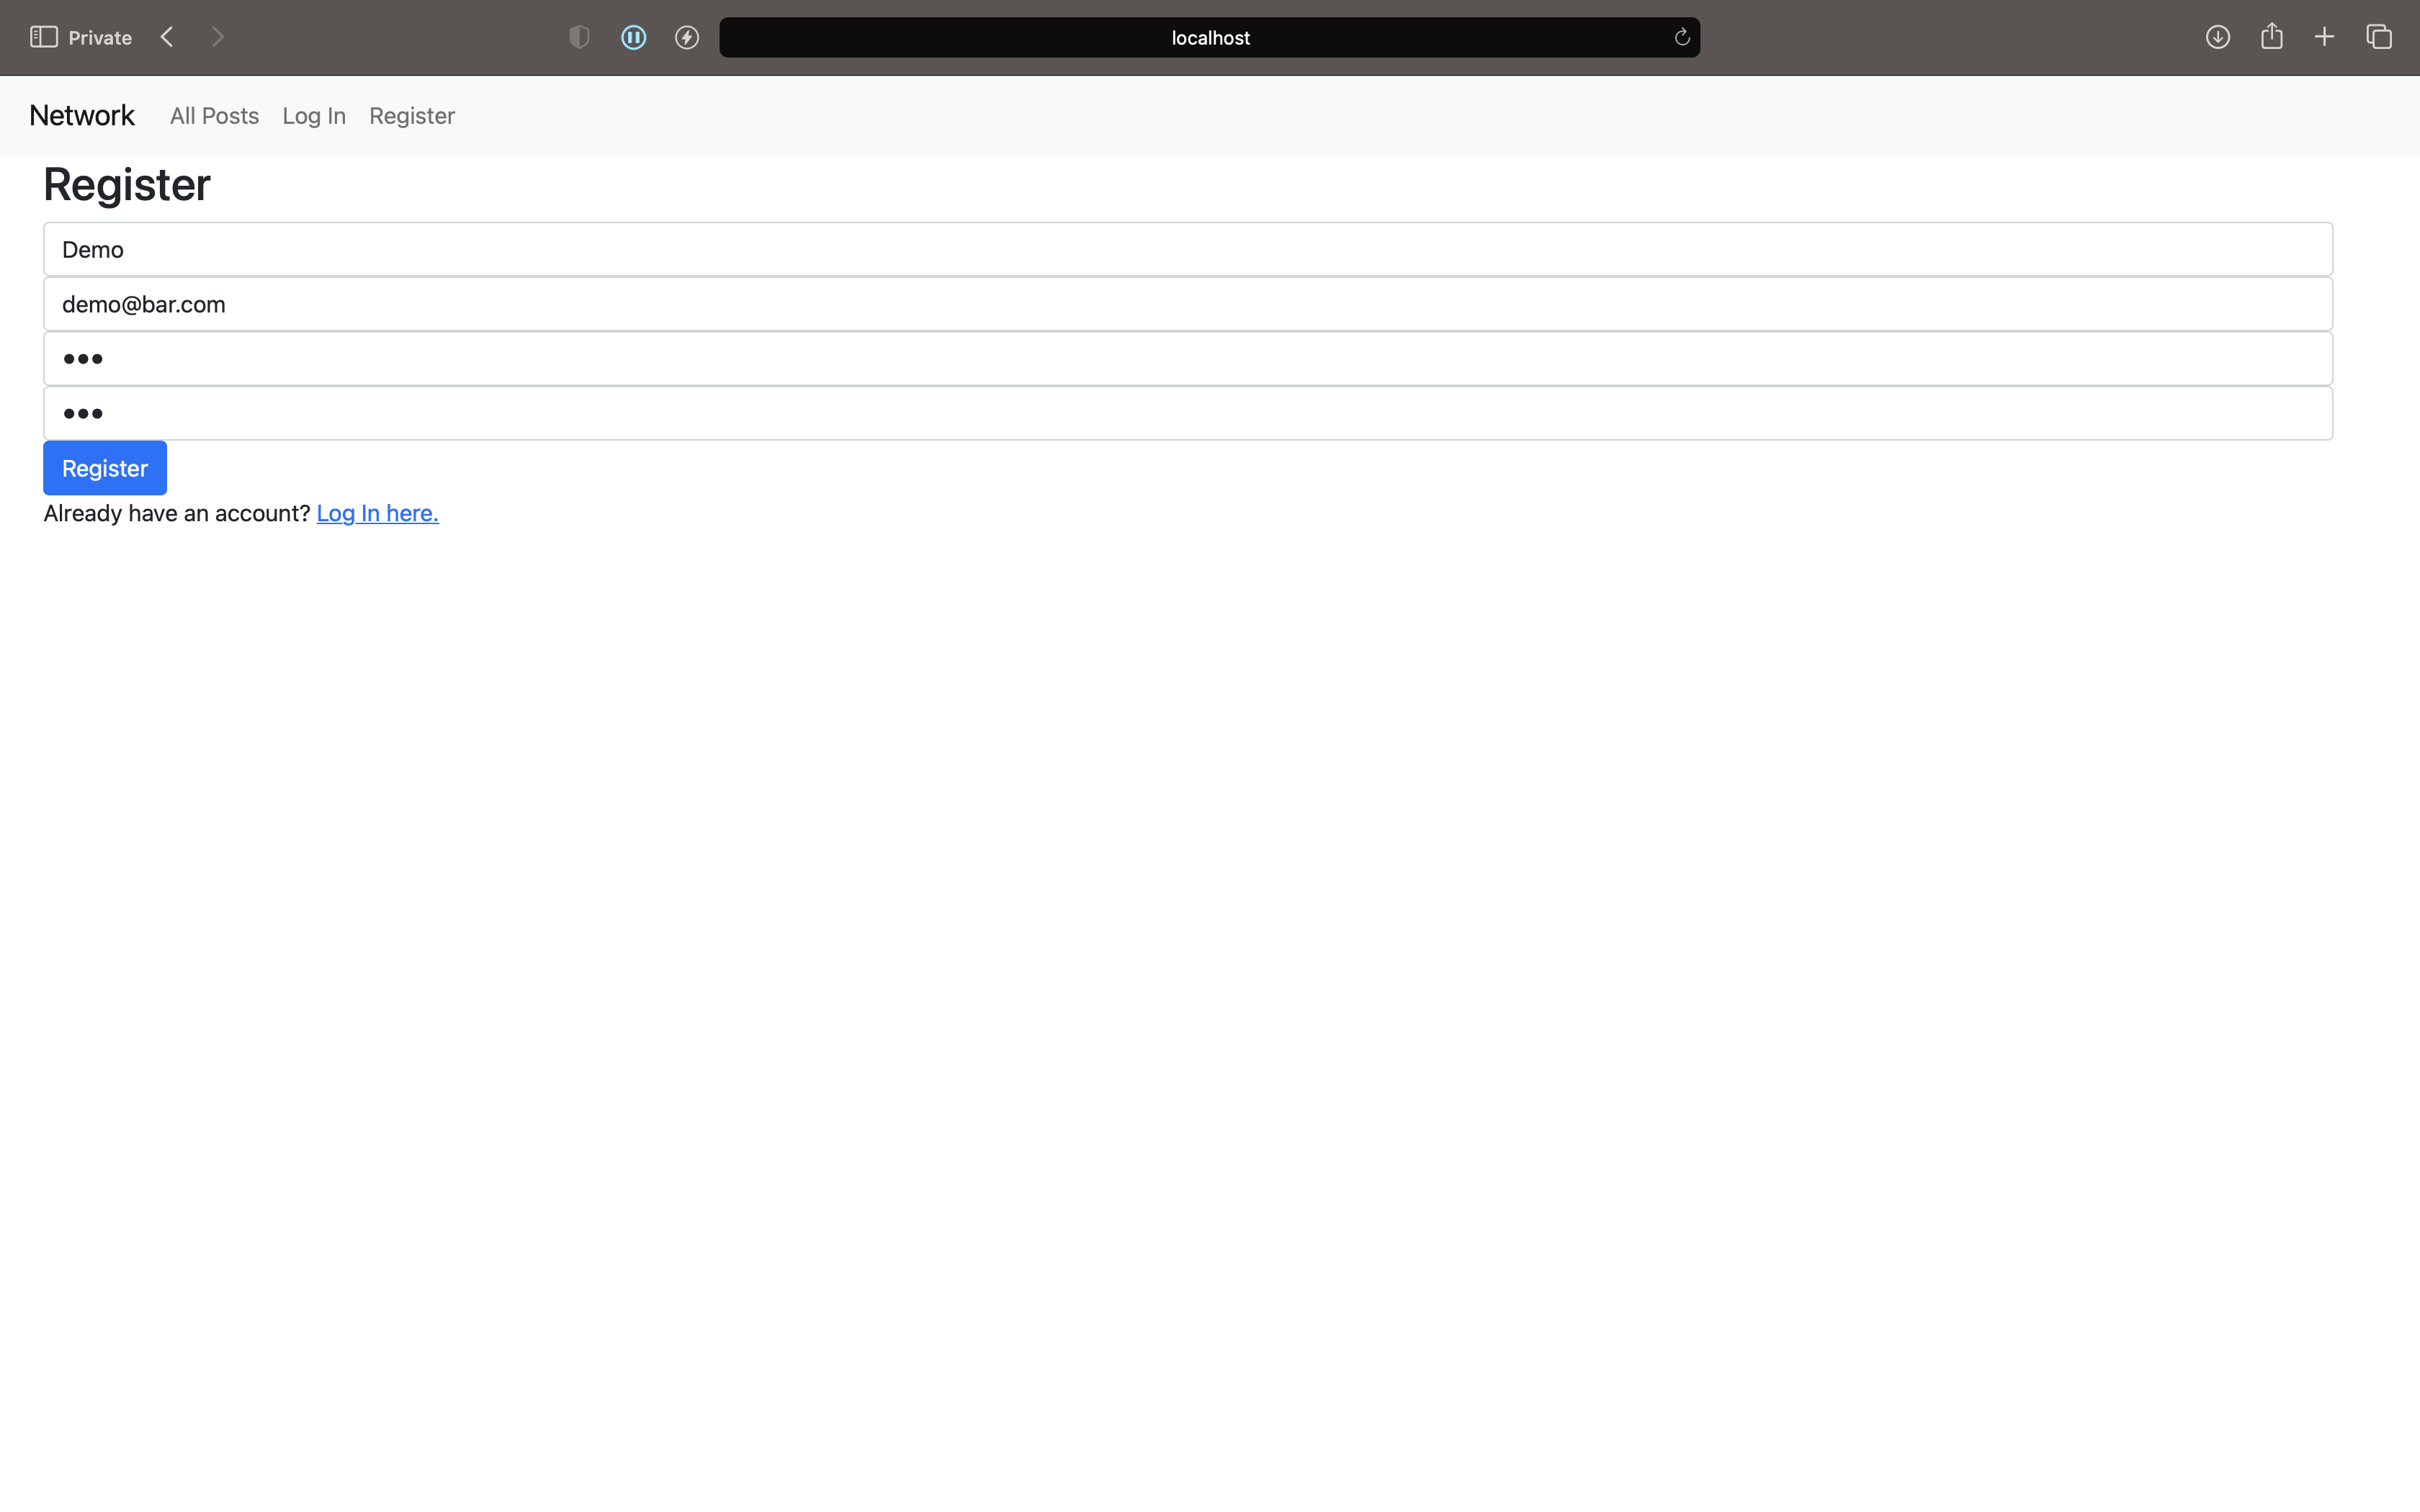 Private
localhost
Network All Posts Log In Register
Register
Demo
demo@bar.com
•••
•••
Register
Already have an account? Log In here.